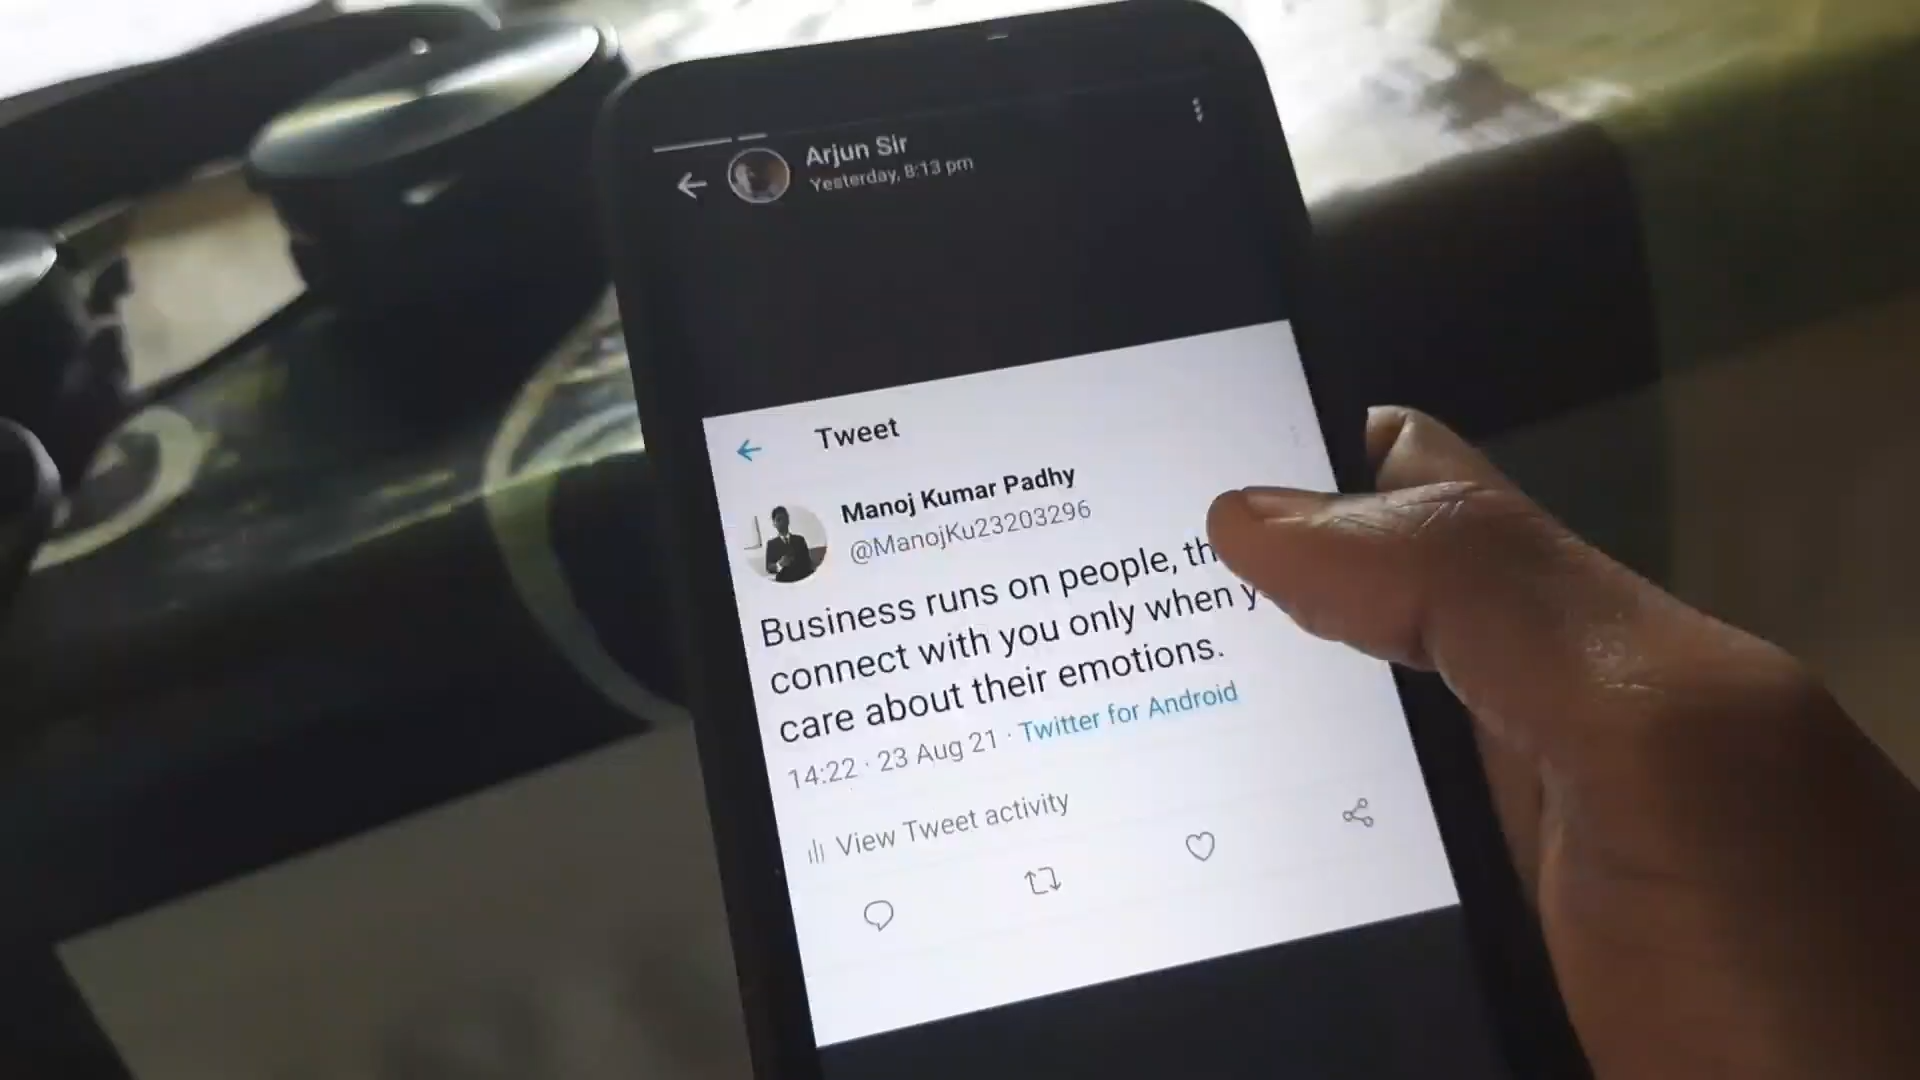 Arjun Sir
Yesterday, 8:13 pm
Tweet
Manoj Kumar Padhy
@ManojKu23203296
Business runs on people,
connect with you only when
care about their emotions.
14:22 · 23 Aug 21 · Twitter for Android
View Tweet activity